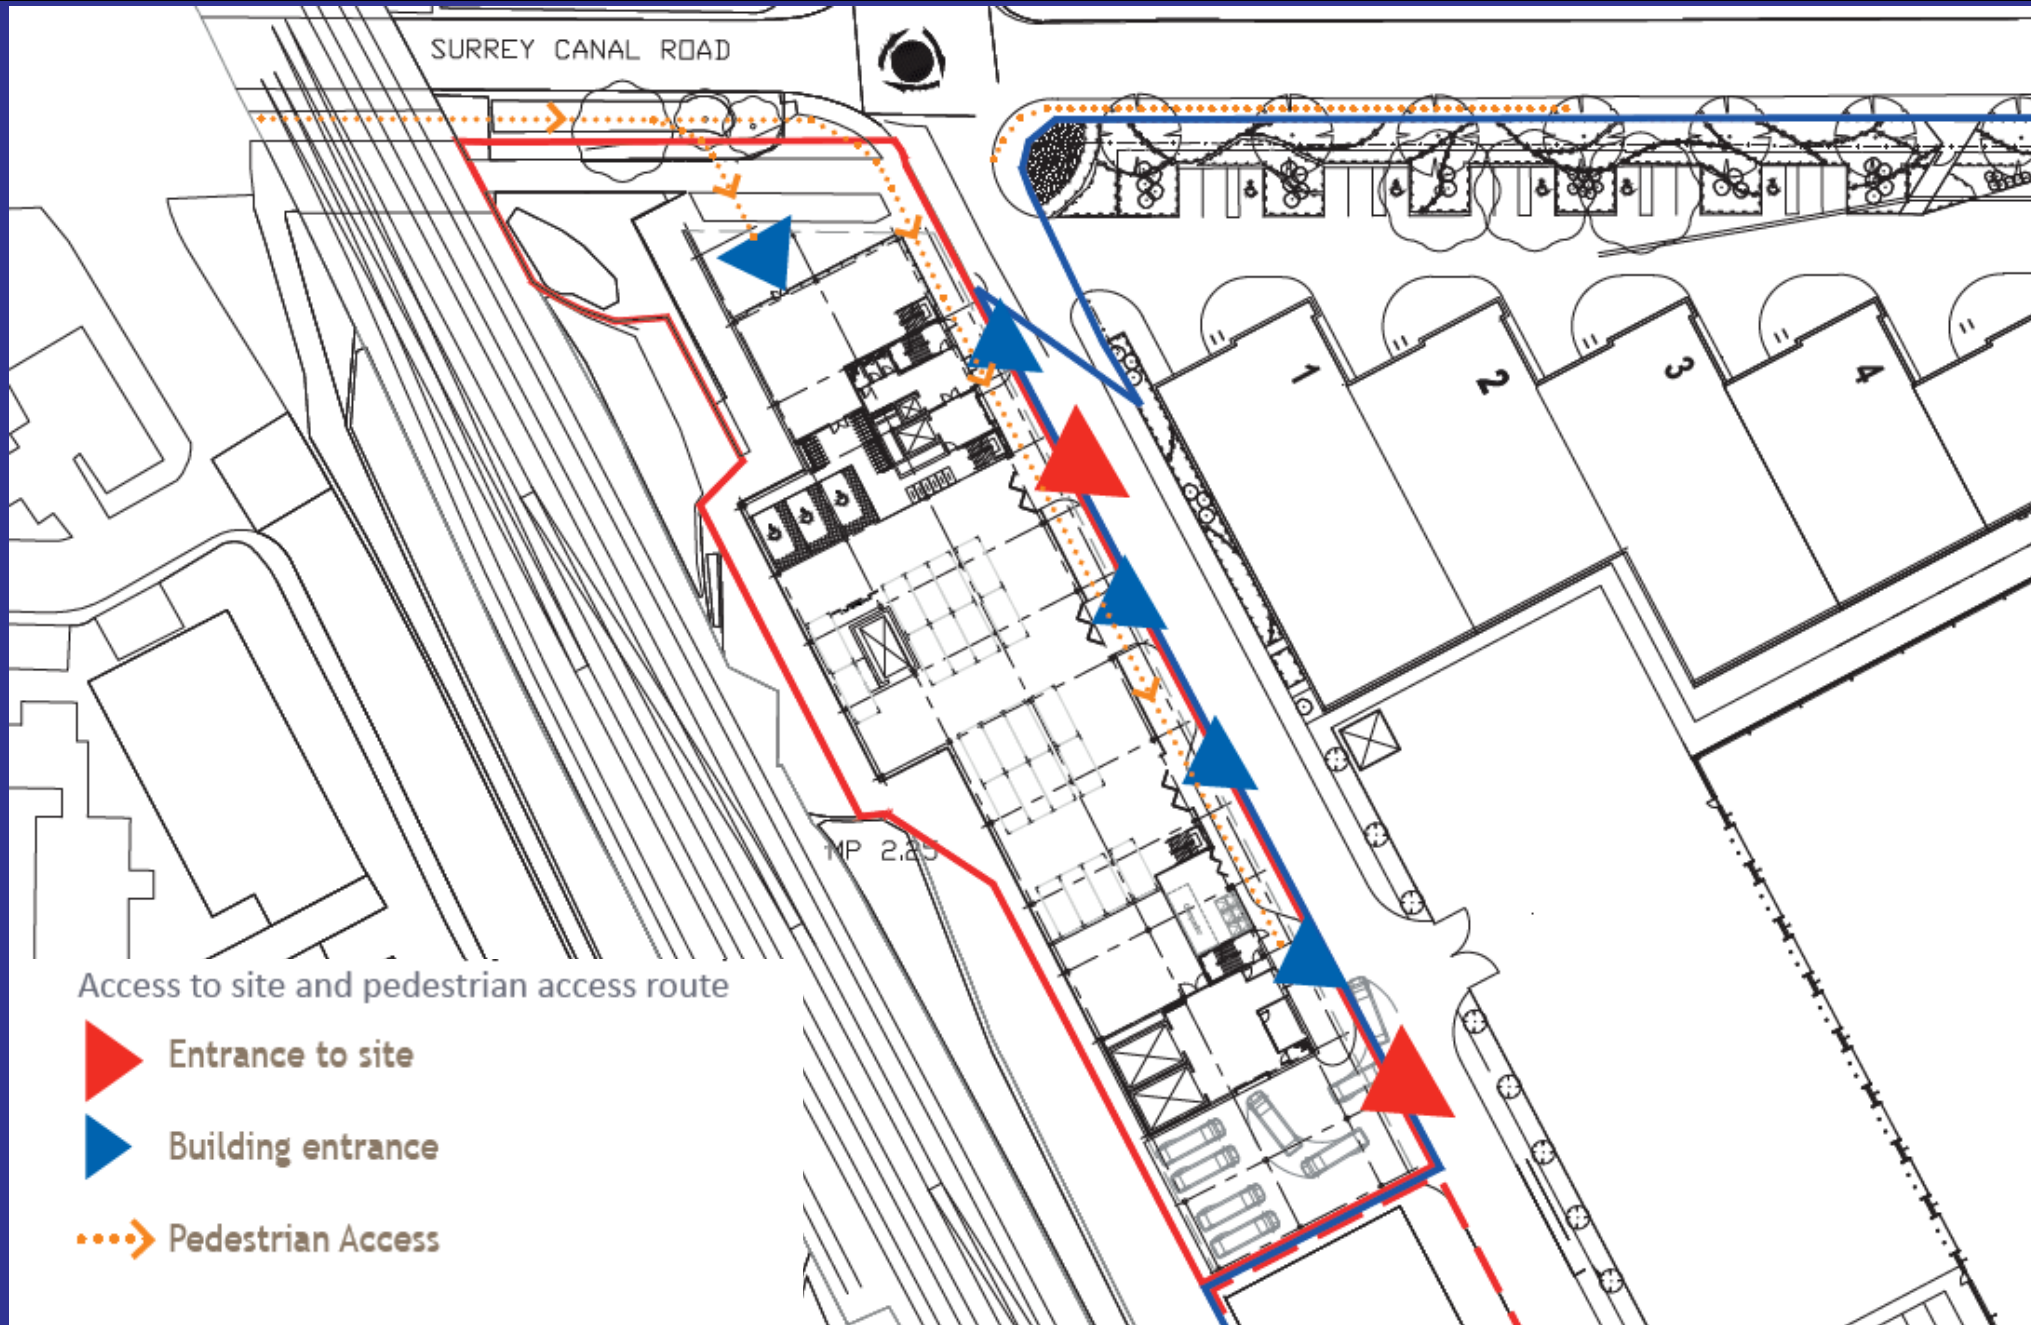 SURREY CANAL ROAD
1
2
3
4
MP 2.25
Access to site and pedestrian access route
Entrance to site
Building entrance
Pedestrian Access